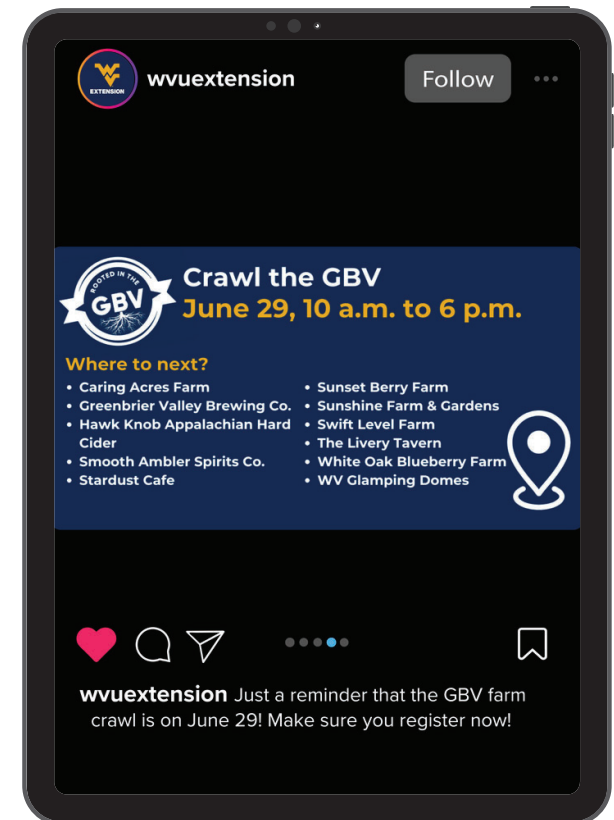 EXTENSION
wvuextension
Follow
ROOTED IN THE
GBV
Crawl the GBV
June 29, 10 a.m. to 6 p.m.
Where to next?
• Caring Acres Farm
• Greenbrier Valley Brewing Co.
• Hawk Knob Appalachian Hard
Cider
• Smooth Ambler Spirits Co.
• Stardust Cafe
• Sunset Berry Farm
• Sunshine Farm & Gardens
• Swift Level Farm
• The Livery Tavern
• White Oak Blueberry Farm
• WV Glamping Domes
wvuextension Just a reminder that the GBV farm
crawl is on June 29! Make sure you register now!